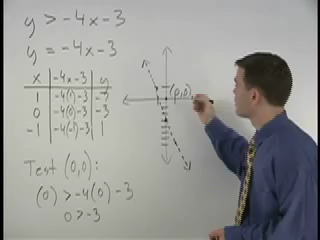 y > -4x-3
y = -4x-3
x | -4x-3 | y
1 | -4(1)-3 | -7
0 | -4(0)-3 | -3
-1 | -4(-1)-3 | 1
(0,0)
Test (0,0):
(0) > -4(0) -3
0 > -3